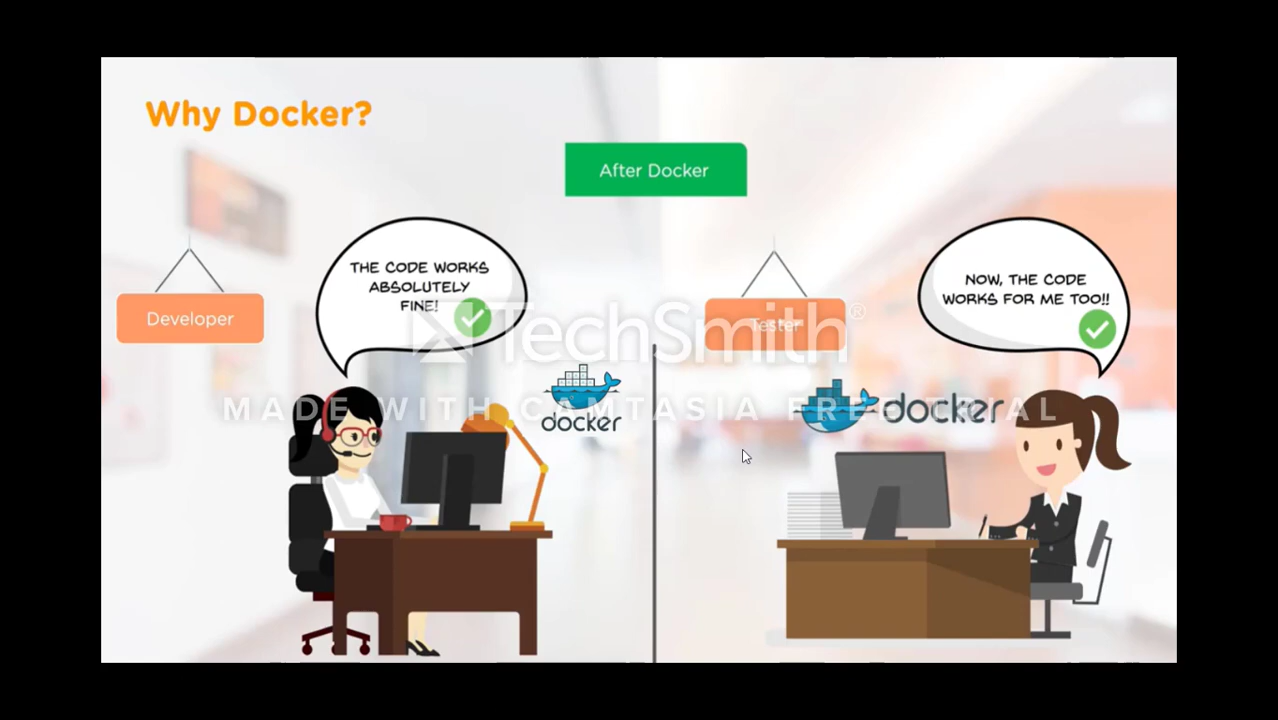 Why Docker?
After Docker
THE CODE WORKS
ABSOLUTELY
FINE!
NOW, THE CODE
WORKS FOR ME TOO!!
Developer
Tester
TechSmith®
MADE WITH CAMTASIA FREE TRIAL
docker
docker